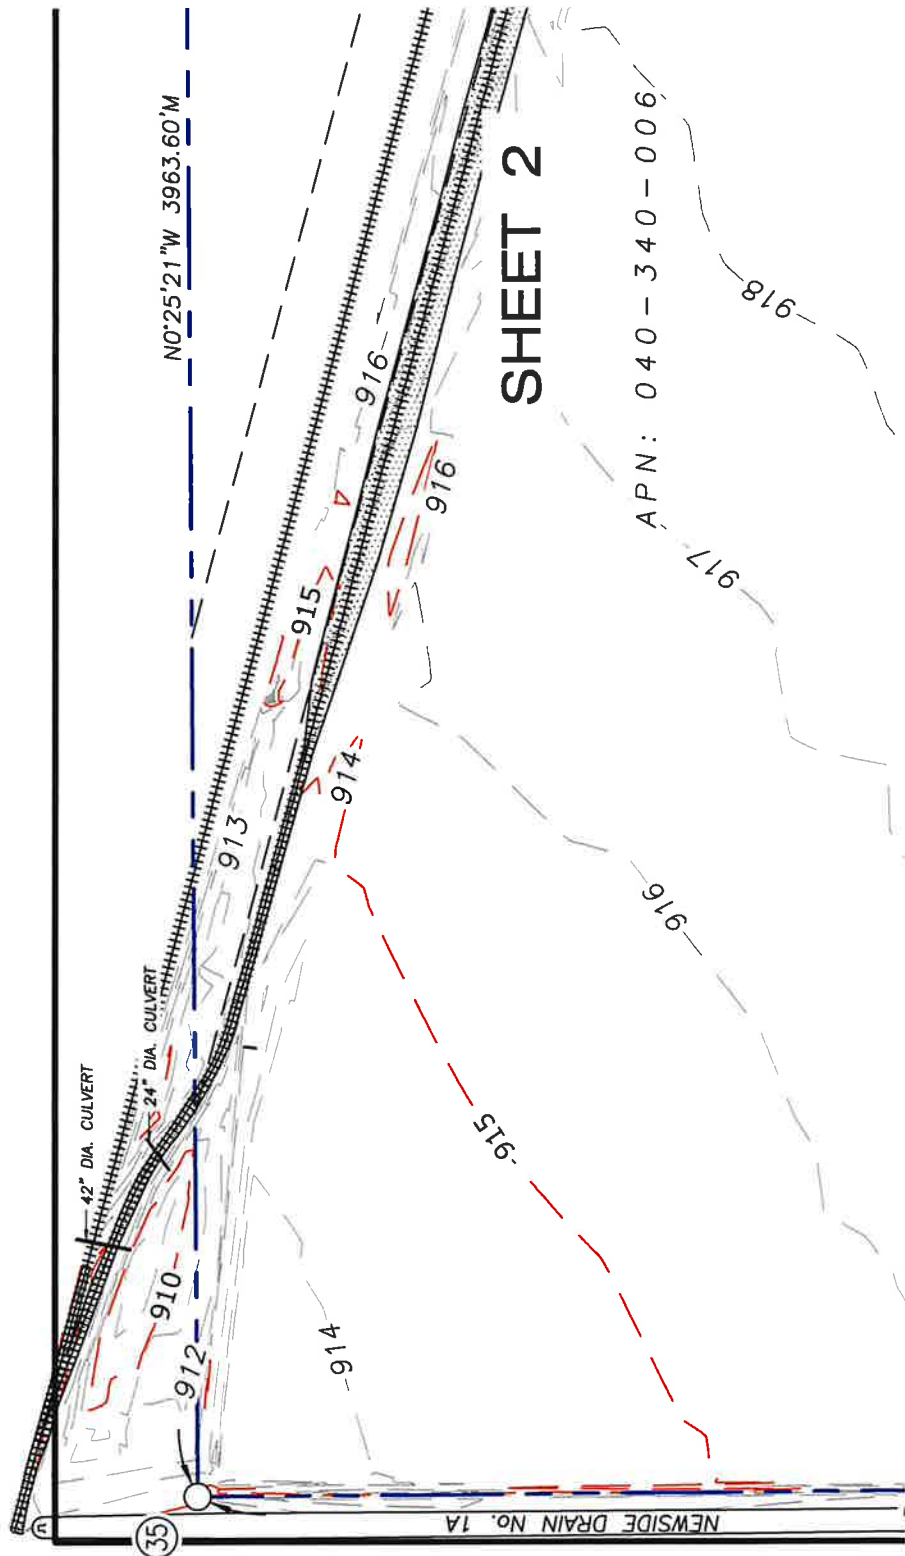 N0°25'21"W 3963.60'M
SHEET 2
APN: 040-340-006
916
918
916
917
915
914
913
916
24" DIA. CULVERT
42" DIA. CULVERT
915
910
912
914
NEWSIDE DRAIN No. 1A
35